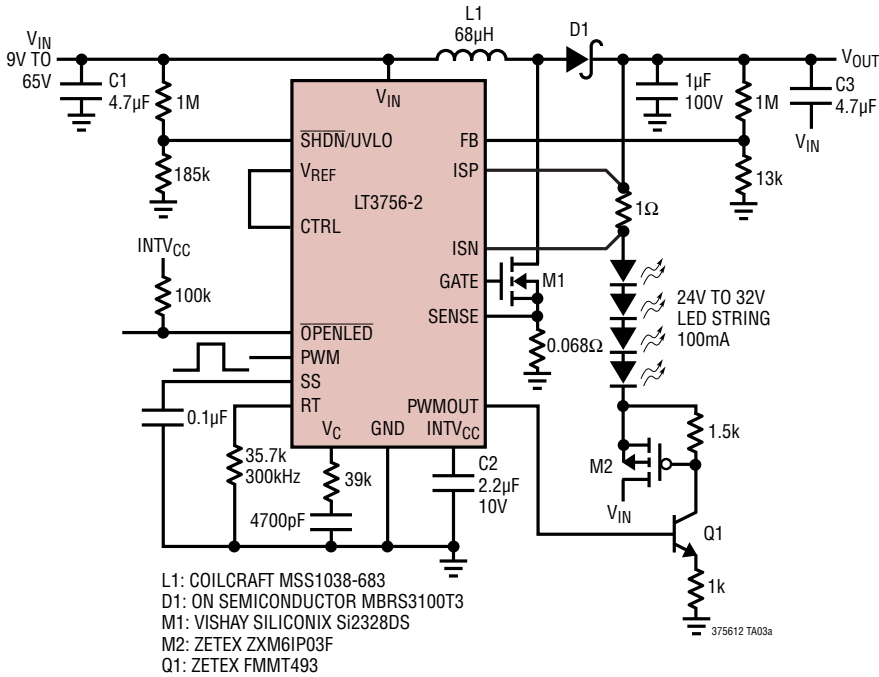 L1
68µH
D1
VIN
9V TO
65V
C1
4.7µF
1M
VIN
VOUT
1µF
100V
1M
C3
4.7µF
VIN
SHDN/UVLO
FB
185k
VREF
ISP
13k
LT3756-2
1Ω
CTRL
INTVCC
ISN
100k
GATE
M1
24V TO 32V
LED STRING
100mA
SENSE
OPENLED
0.068Ω
PWM
SS
RT
PWMOUT
0.1µF
VC
GND
INTVCC
1.5k
35.7k
300kHz
39k
C2
2.2µF
10V
M2
VIN
4700pF
Q1
1k
L1: COILCRAFT MSS1038-683
D1: ON SEMICONDUCTOR MBRS3100T3
M1: VISHAY SILICONIX Si2328DS
M2: ZETEX ZXM6IP03F
Q1: ZETEX FMMT493
375612 TA03a